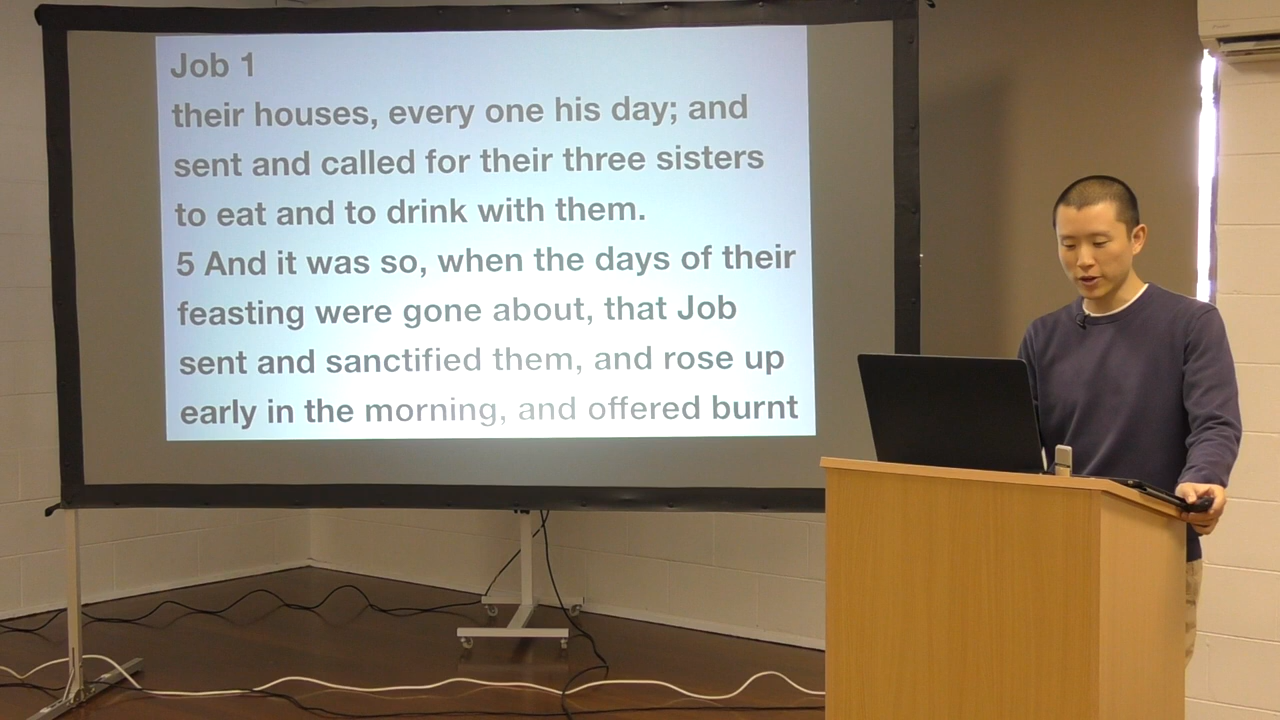 Job 1
their houses, every one his day; and
sent and called for their three sisters
to eat and to drink with them.
5 And it was so, when the days of their
feasting were gone about, that Job
sent and sanctified them, and rose up
early in the morning, and offered burnt